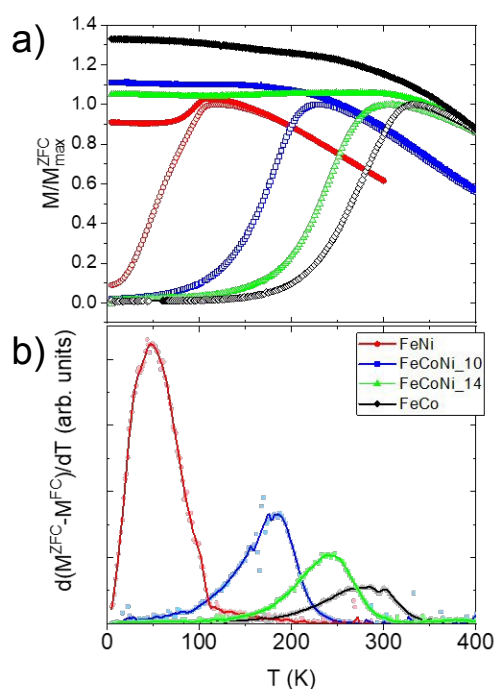 a)
1.4
1.2
1.0
0.8
0.6
0.4
0.2
0.0
M/M^ZFC_max
b)
FeNi
FeCoNi_10
FeCoNi_14
FeCo
d(M^ZFC-M^FC)/dT (arb. units)
0 100 200 300 400
T (K)